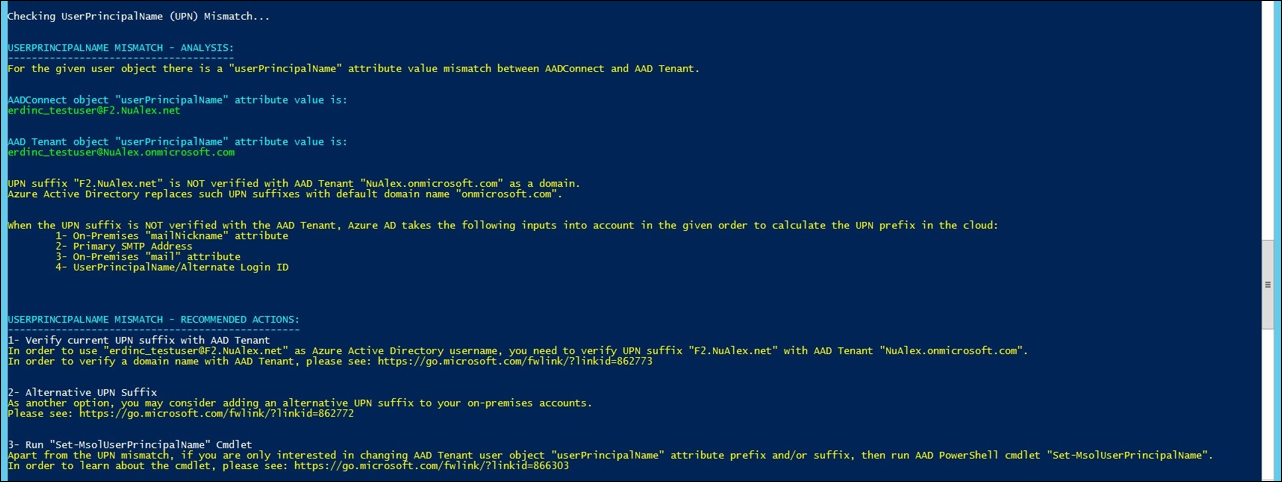 Checking UserPrincipalName (UPN) Mismatch...
USERPRINCIPALNAME MISMATCH - ANALYSIS:
--------------------------------------
For the given user object there is a "userPrincipalName" attribute value mismatch between AADConnect and AAD Tenant.
AADConnect object "userPrincipalName" attribute value is:
erdinc_testuser@F2.NuAlex.net
AAD Tenant object "userPrincipalName" attribute value is:
erdinc_testuser@NuAlex.onmicrosoft.com
UPN suffix "F2.NuAlex.net" is NOT verified with AAD Tenant "NuAlex.onmicrosoft.com" as a domain.
Azure Active Directory replaces such UPN suffixes with default domain name "onmicrosoft.com".
When the UPN suffix is NOT verified with the AAD Tenant, Azure AD takes the following inputs into account in the given order to calculate the UPN prefix in the cloud:
1- On-Premises "mailNickname" attribute
2- Primary SMTP Address
3- On-Premises "mail" attribute
4- UserPrincipalName/Alternate Login ID
USERPRINCIPALNAME MISMATCH - RECOMMENDED ACTIONS:
-------------------------------------------------
1- Verify current UPN suffix with AAD Tenant
In order to use "erdinc_testuser@F2.NuAlex.net" as Azure Active Directory username, you need to verify UPN suffix "F2.NuAlex.net" with AAD Tenant "NuAlex.onmicrosoft.com".
In order to verify a domain name with AAD Tenant, please see: https://go.microsoft.com/fwlink/?linkid=862773
2- Alternative UPN Suffix
As another option, you may consider adding an alternative UPN suffix to your on-premises accounts.
Please see: https://go.microsoft.com/fwlink/?linkid=862772
3- Run "Set-MsolUserPrincipalName" Cmdlet
Apart from the UPN mismatch, if you are only interested in changing AAD Tenant user object "userPrincipalName" attribute prefix and/or suffix, then run AAD PowerShell cmdlet "Set-MsolUserPrincipalName".
In order to learn about the cmdlet, please see: https://go.microsoft.com/fwlink/?linkid=866303